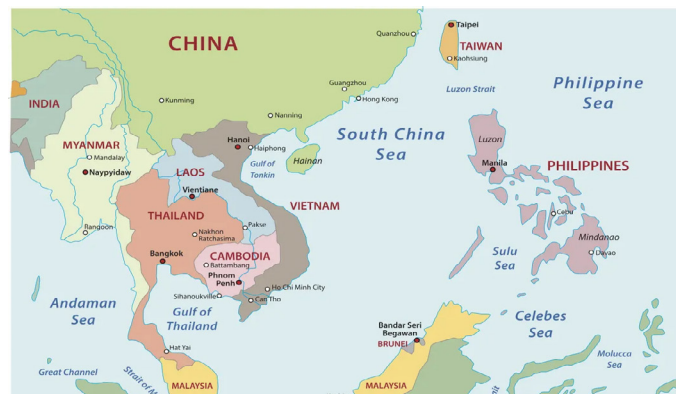 Taipei
Quanzhou
CHINA
TAIWAN
Kaohsiung
Guangzhou
Luzon Strait
Philippine
Sea
INDIA
Kunming
Hong Kong
Nanning
South China
Sea
MYANMAR
Mandalay
Hanoi
Haiphong
Luzon
Hainan
Gulf of
Tonkin
Naypyidaw
LAOS
Vientiane
Manila
PHILIPPINES
THAILAND
VIETNAM
Cebu
Rangoon
Pakse
Nakhon
Ratchasima
Mindanao
Davao
Sulu
Sea
Bangkok
CAMBODIA
Battambang
Phnom
Penh
Ho Chi Minh City
Sihanoukville
Can Tho
Andaman
Sea
Gulf of
Thailand
Celebes
Sea
Bandar Seri
Begawan
BRUNEI
Hat Yai
Molucca
Sea
Great Channel
Strait of
MALAYSIA
MALAYSIA